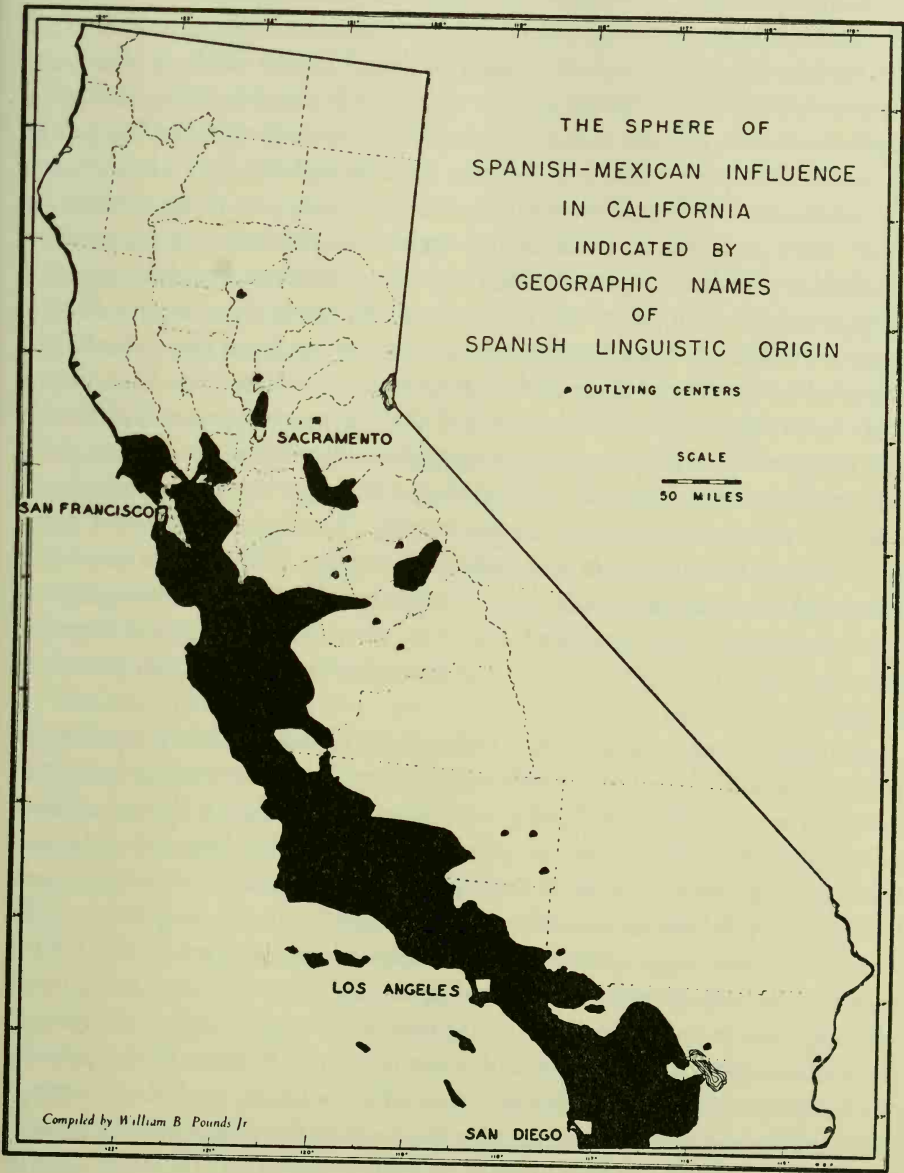 THE SPHERE OF
SPANISH-MEXICAN INFLUENCE
IN CALIFORNIA
INDICATED BY
GEOGRAPHIC NAMES
OF
SPANISH LINGUISTIC ORIGIN
OUTLYING CENTERS
SCALE
50 MILES
SACRAMENTO
SAN FRANCISCO
LOS ANGELES
SAN DIEGO
Compiled by William B Pounds Jr